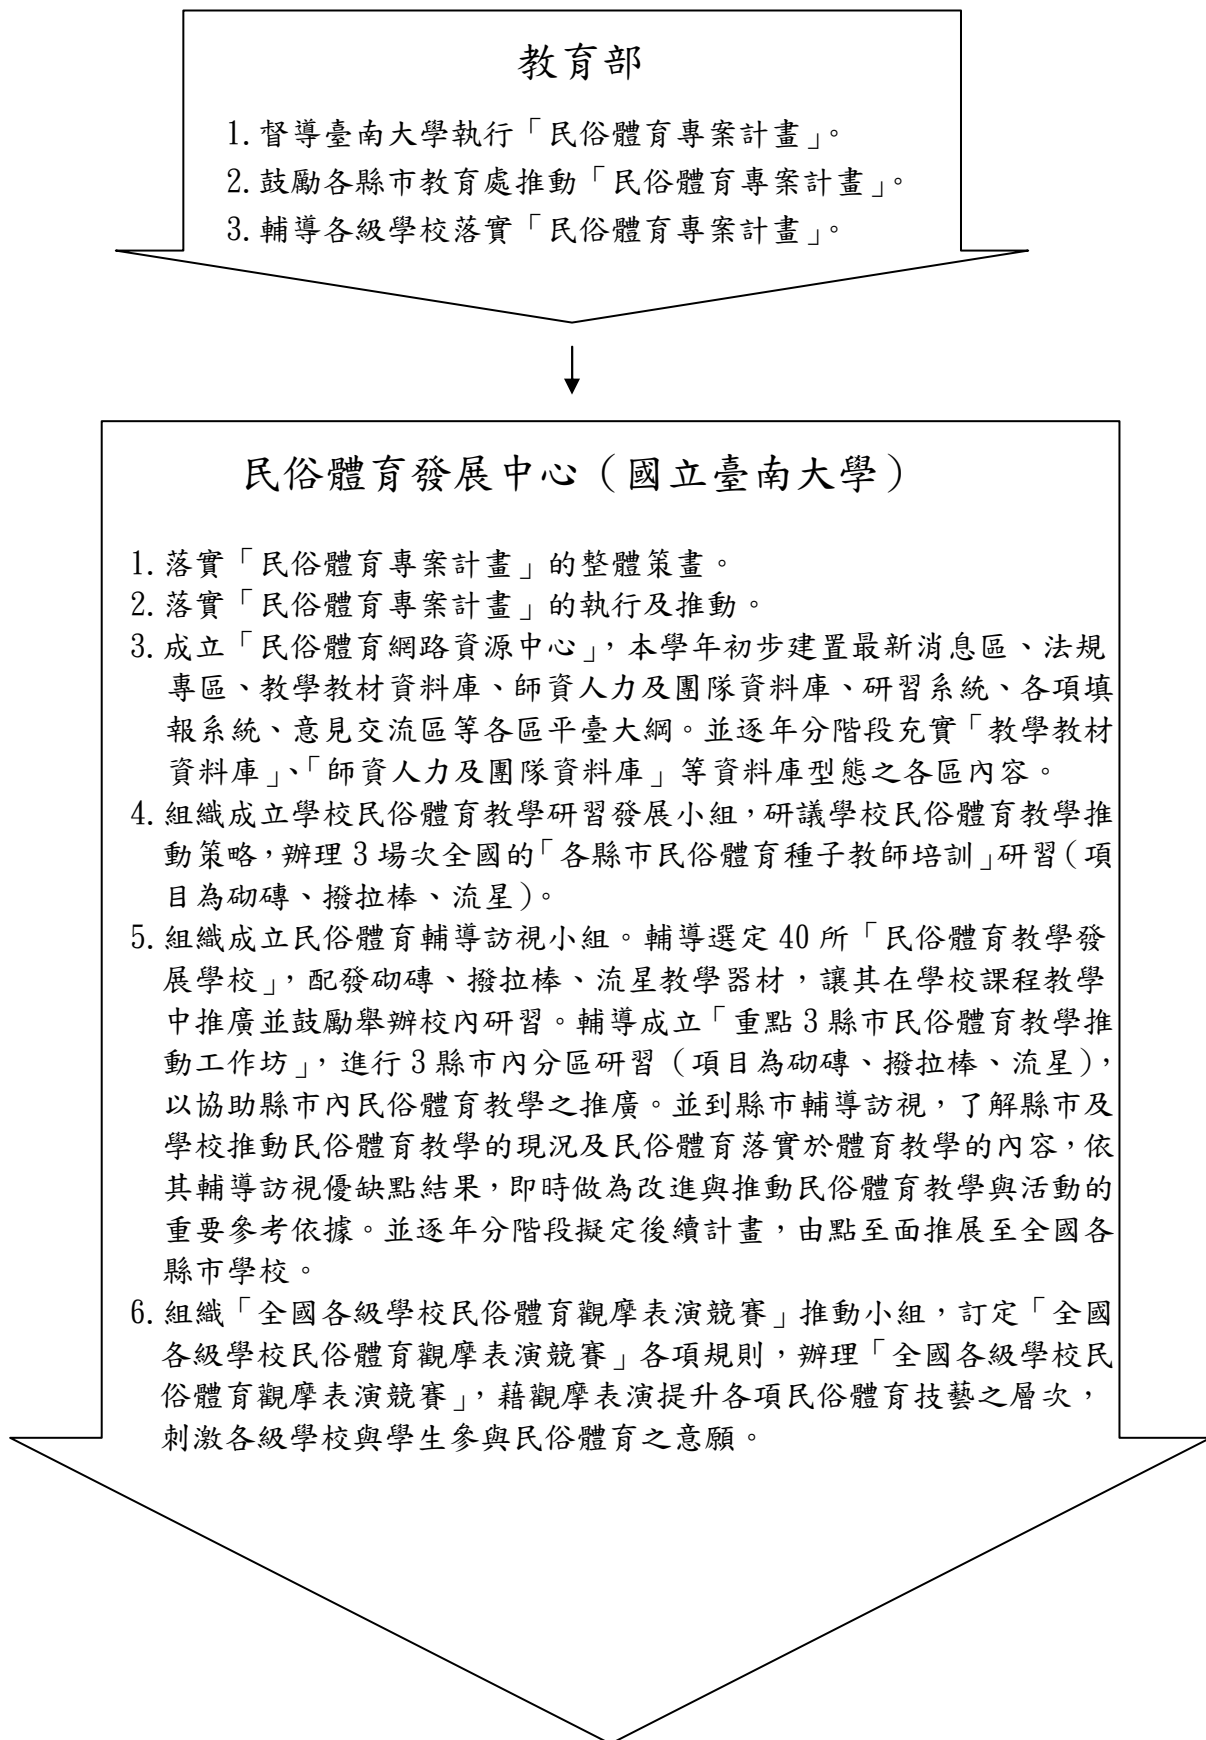 教育部
1.督導臺南大學執行「民俗體育專案計畫」。
2.鼓勵各縣市教育處推動「民俗體育專案計畫」。
3.輔導各級學校落實「民俗體育專案計畫」。
民俗體育發展中心（國立臺南大學）
1.落實「民俗體育專案計畫」的整體策畫。
2.落實「民俗體育專案計畫」的執行及推動。
3.成立「民俗體育網路資源中心」，本學年初步建置最新消息區、法規
專區、教學教材資料庫、師資人力及團隊資料庫、研習系統、各項填
報系統、意見交流區等各區平臺大綱。並逐年分階段充實「教學教材
資料庫」、「師資人力及團隊資料庫」等資料庫型態之各區內容。
4.組織成立學校民俗體育教學研習發展小組，研議學校民俗體育教學推
動策略，辦理3場次全國的「各縣市民俗體育種子教師培訓」研習（項
目為砌磚、撥拉棒、流星）。
5.組織成立民俗體育輔導訪視小組。輔導選定40所「民俗體育教學發
展學校」，配發砌磚、撥拉棒、流星教學器材，讓其在學校課程教學
中推廣並鼓勵舉辦校內研習。輔導成立「重點3縣市民俗體育教學推
動工作坊」，進行3縣市內分區研習（項目為砌磚、撥拉棒、流星），
以協助縣市內民俗體育教學之推廣。並到縣市輔導訪視，了解縣市及
學校推動民俗體育教學的現況及民俗體育落實於體育教學的內容，依
其輔導訪視優缺點結果，即時做為改進與推動民俗體育教學與活動的
重要參考依據。並逐年分階段擬定後續計畫，由點至面推展至全國各
縣市學校。
6.組織「全國各級學校民俗體育觀摩表演競賽」推動小組，訂定「全國
各級學校民俗體育觀摩表演競賽」各項規則，辦理「全國各級學校民
俗體育觀摩表演競賽」，藉觀摩表演提升各項民俗體育技藝之層次，
刺激各級學校與學生參與民俗體育之意願。